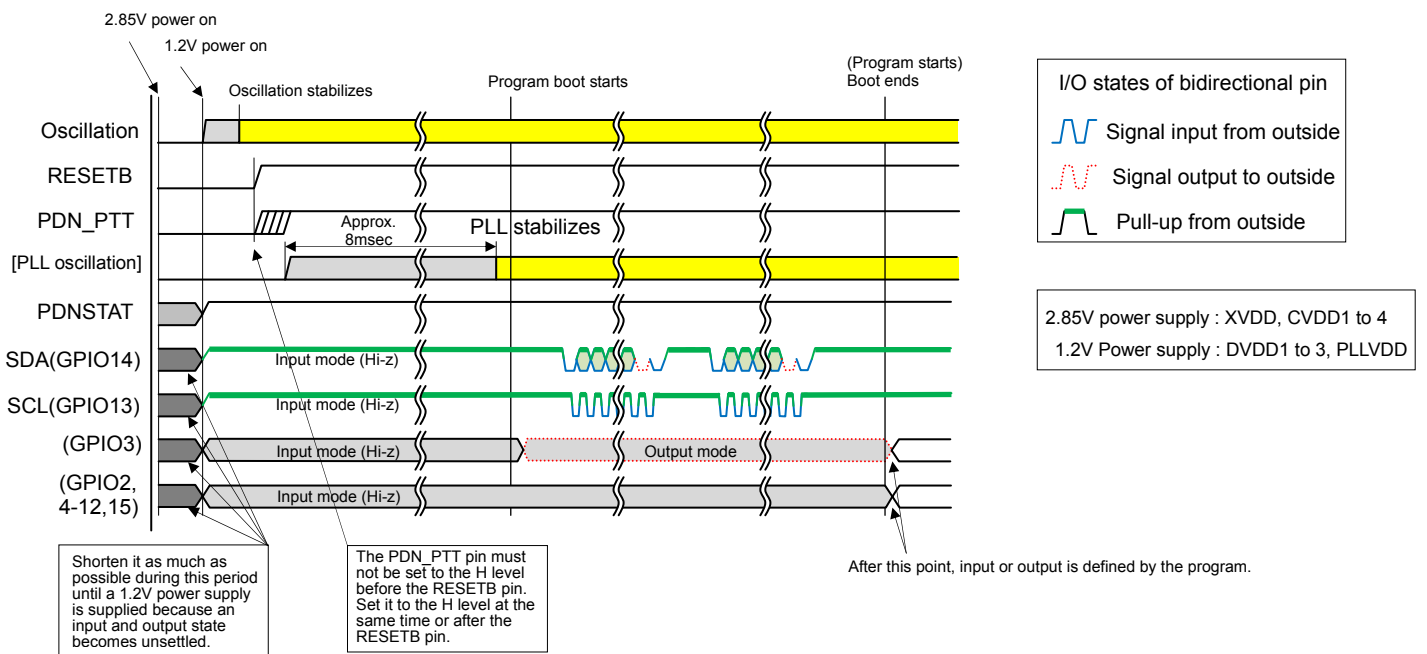 2.85V power on
1.2V power on
Oscillation stabilizes
Program boot starts
(Program starts)
Boot ends
Oscillation
RESETB
PDN_PTT
Approx.
8msec
PLL stabilizes
[PLL oscillation]
PDNSTAT
SDA(GPIO14)
Input mode (Hi-z)
SCL(GPIO13)
Input mode (Hi-z)
(GPIO3)
Input mode (Hi-z)
Output mode
(GPIO2,
4-12,15)
Input mode (Hi-z)
Shorten it as much as
possible during this period
until a 1.2V power supply
is supplied because an
input and output state
becomes unsettled.
The PDN_PTT pin must
not be set to the H level
before the RESETB pin.
Set it to the H level at the
same time or after the
RESETB pin.
After this point, input or output is defined by the program.
I/O states of bidirectional pin
Signal input from outside
Signal output to outside
Pull-up from outside
2.85V power supply : XVDD, CVDD1 to 4
1.2V Power supply : DVDD1 to 3, PLLVDD